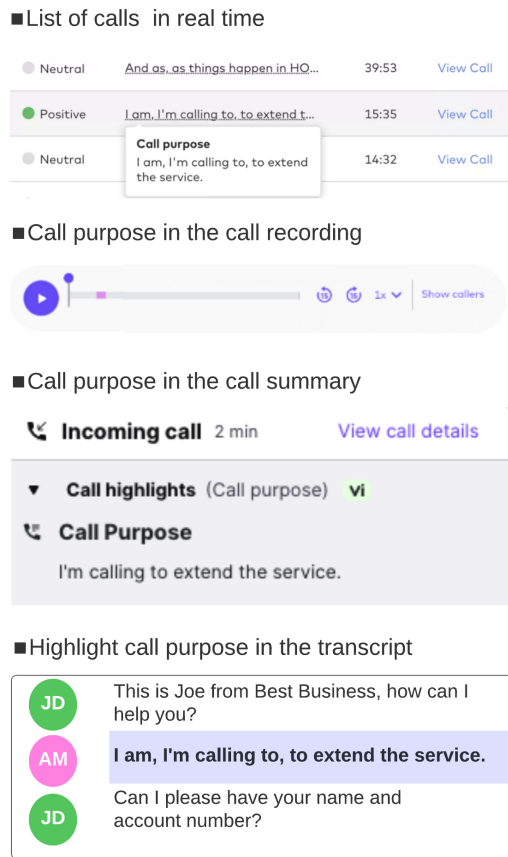 ■List of calls  in real time
Neutral And as, as things happen in HO... 39:53 View Call
Positive I am, I'm calling to, to extend t... 15:35 View Call
Call purpose
I am, I'm calling to, to extend
the service.
Neutral 14:32 View Call
■Call purpose in the call recording
15 15 1x Show callers
■Call purpose in the call summary
Incoming call 2 min View call details
▼ Call highlights (Call purpose) Vi
Call Purpose
I'm calling to extend the service.
■Highlight call purpose in the transcript
JD This is Joe from Best Business, how can I
help you?
AM I am, I'm calling to, to extend the service.
JD Can I please have your name and
account number?